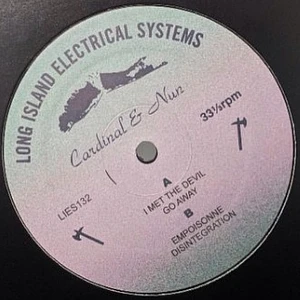 LONG ISLAND ELECTRICAL SYSTEMS
Cardinal & Nun
33⅓rpm
LIES132
A
I MET THE DEVIL
GO AWAY
B
EMPOISONNE
DISINTEGRATION